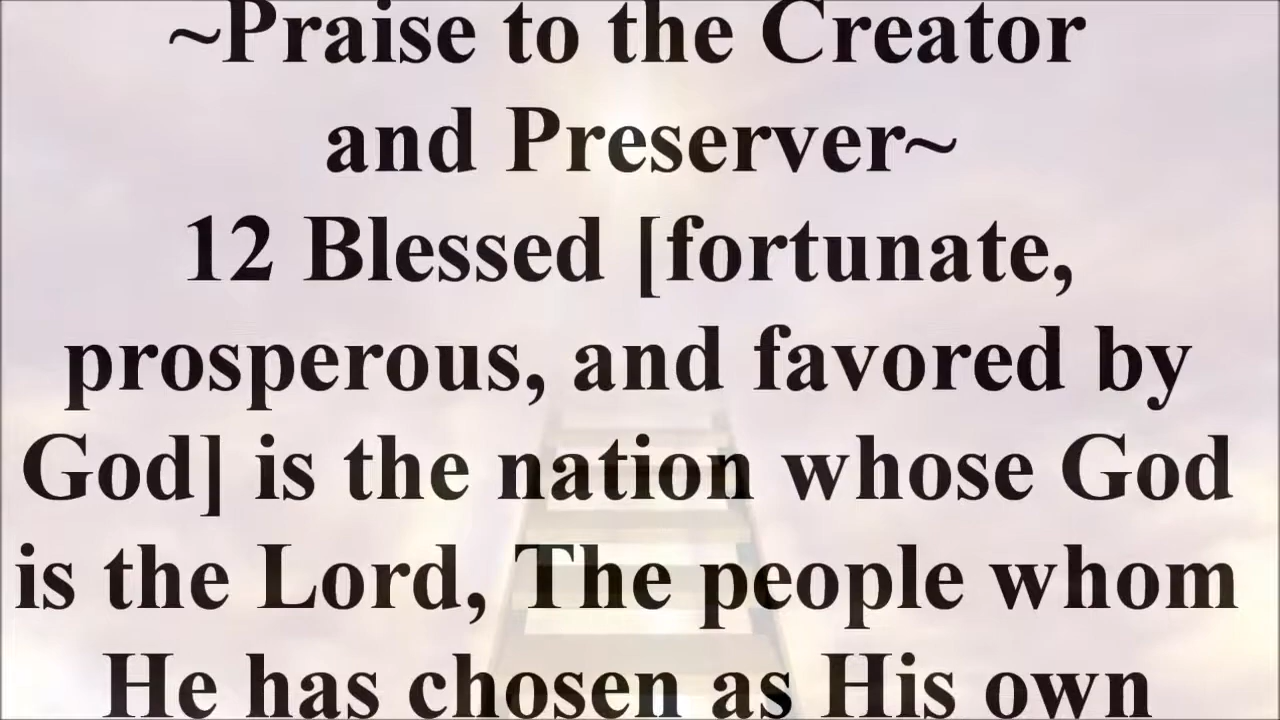 ~Praise to the Creator
and Preserver~
12 Blessed [fortunate,
prosperous, and favored by
God] is the nation whose God
is the Lord, The people whom
He has chosen as His own